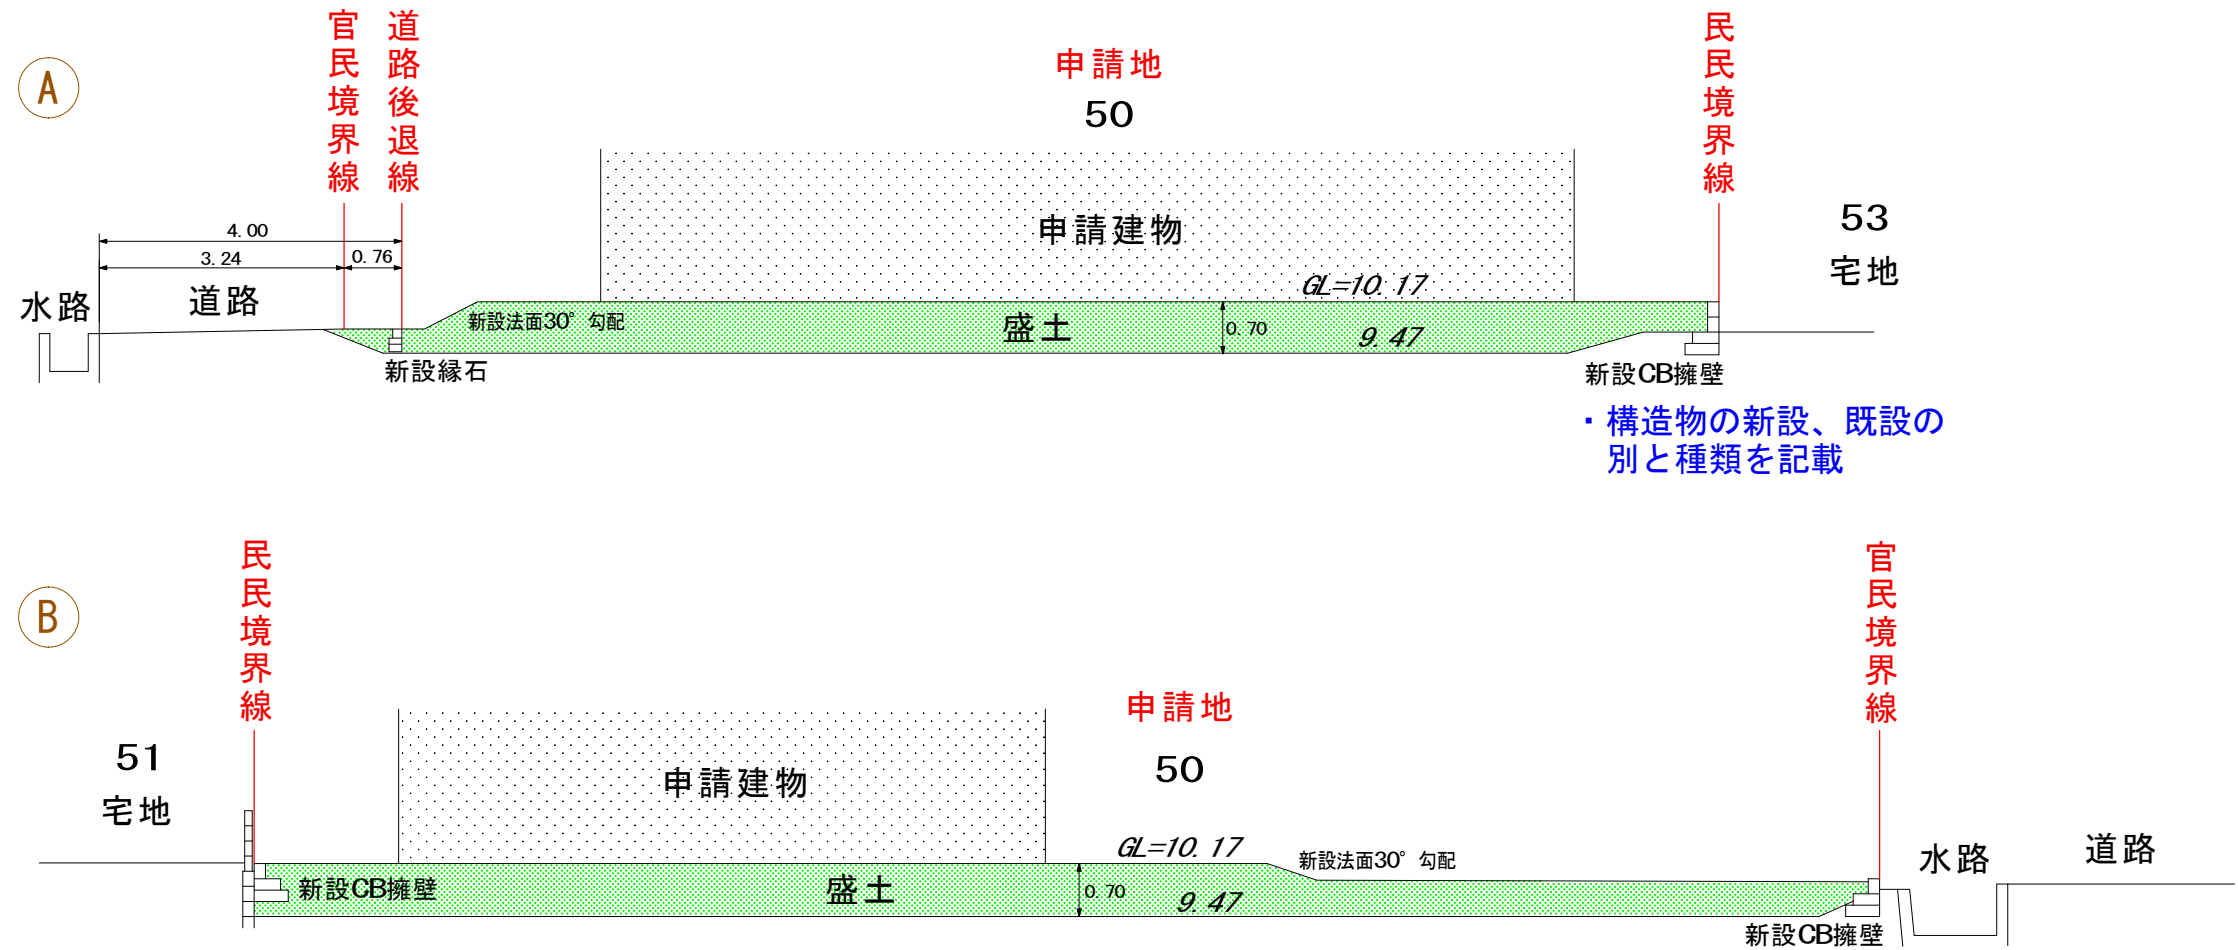 A
官民境界線
道路後退線
申請地
50
民民境界線
申請建物
53
宅地
4.00
3.24
0.76
水路
道路
GL=10.17
新設法面30°勾配
盛土
0.70
9.47
新設縁石
新設CB擁壁
・構造物の新設、既設の
別と種類を記載
B
民民境界線
官民境界線
申請地
50
51
宅地
申請建物
GL=10.17
新設法面30°勾配
水路
道路
新設CB擁壁
盛土
0.70
9.47
新設CB擁壁